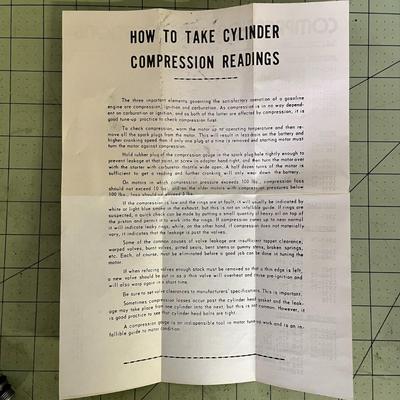 HOW TO TAKE CYLINDER
COMPRESSION READINGS
The three important elements governing the satisfactory operation of a gasoline
engine are compression, ignition and carburation. As compression is in no way depend-
ent on carburation or ignition, and as both of the latter are affected by compression, it is
good tune-up practice to check compression first.
To check compression, warm the motor up to operating temperature and then re-
move all the spark plugs from the motor. This will result in less drain on the battery and
higher cranking speed than if only one plug at a time is removed and starting motor must
turn the motor against compression.
Hold rubber plug of the compression gauge in the spark plug hole tightly enough to
prevent leakage at that point, or screw in adapter hand tight, and then turn the motor over
with the starter with carburetor throttle wide open. A half dozen turns of the motor is
sufficient to get a reading and further cranking will only wear down the battery.
On motors in which compression pressure exceeds 100 lbs., compression loss
should not exceed 10 lbs. and on the older motors with compression pressures below
100 lbs., loss should not exceed 5 lbs.
If the compression is low and the rings are at fault, it will usually be indicated by
white or light blue smoke in the exhaust, but this is not an infallible guide. If rings are
suspected, a quick check can be made by putting a small quantity of heavy oil on top of
the piston and permit it to work into the rings. If compression comes up to near normal
it will indicate leaky rings, while, on the other hand, if compression does not materially
vary, it indicates that the leakage is past the valves.
Some of the common causes of valve leakage are insufficient tappet clearance,
warped valves, burnt valves, pitted seats, bent stems or gummy stems, broken springs,
etc. Each, of course, must be eliminated before a good job can be done in tuning the
motor.
If when refacing valves enough stock must be removed so that a thin edge is left,
a new valve should be put in as a thin valve will overheat and cause pre-ignition and
will also warp again in a short time.
Be sure to set valve clearances to manufacturers' specifications. This is important.
Sometimes compression losses occur past the cylinder head gasket and the leak-
age may take place from one cylinder into the next, but this is not common. However, it
is good practice to see that cylinder head bolts are tight.
A compression gauge is an indispensible tool in motor tune-up work and is an in-
fallible guide to motor condition.